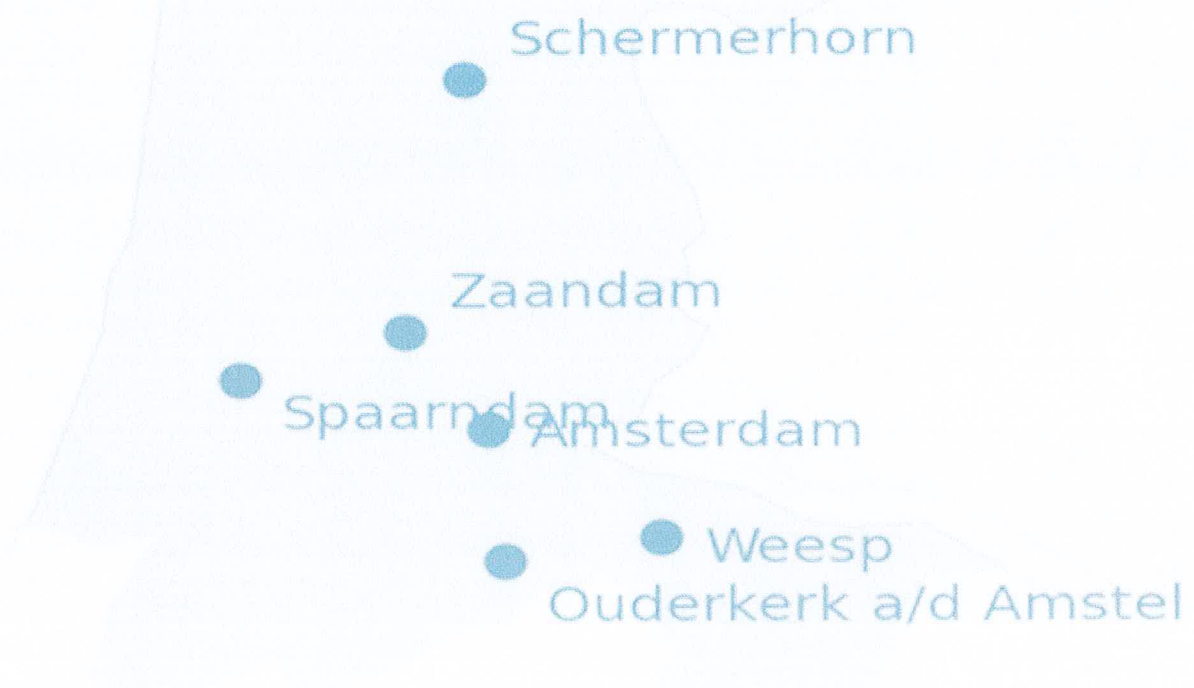 Schermerhorn
Zaandam
Spaarndam
Amsterdam
Weesp
Ouderkerk a/d Amstel